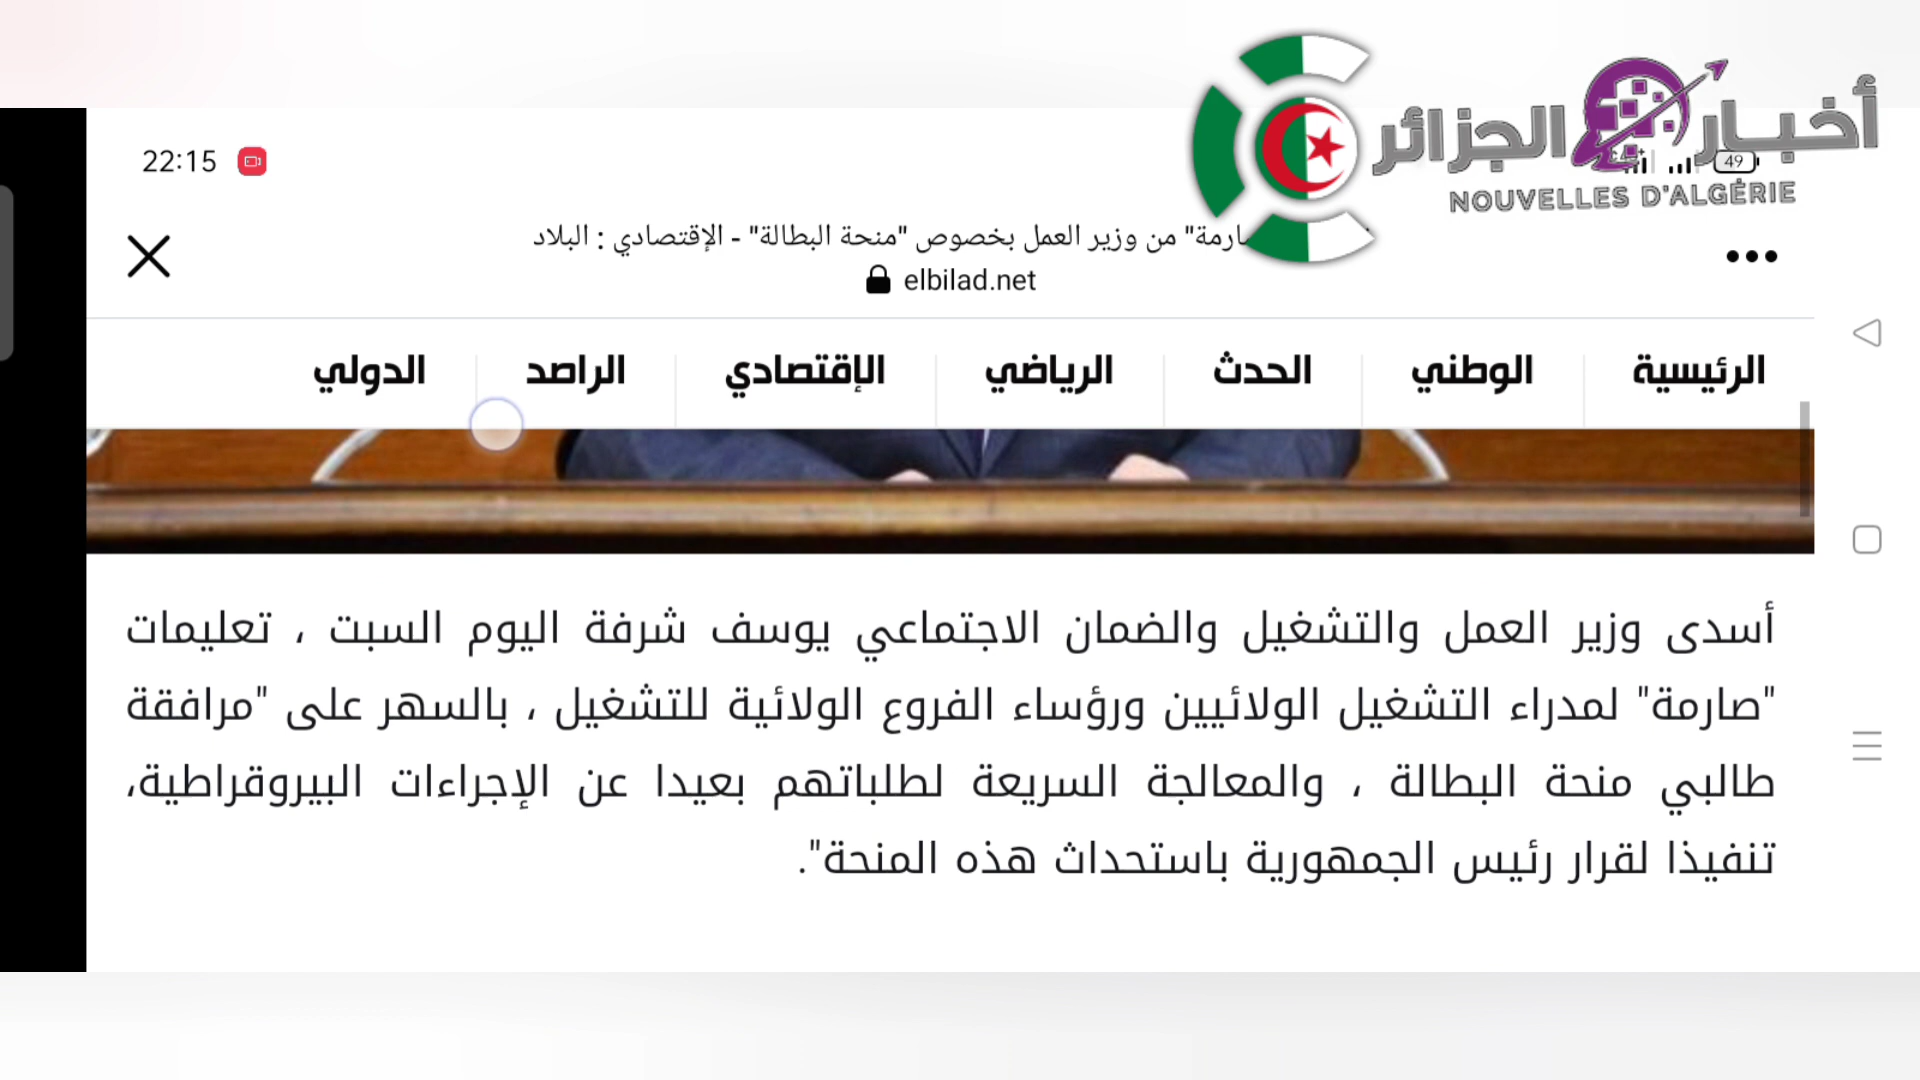 أخبار الجزائر
NOUVELLES D'ALGÉRIE
22:15
49
من وزير العمل بخصوص "منحة البطالة" - الإقتصادي : البلاد
elbilad.net
الرئيسية الوطني الحدث الرياضي الإقتصادي الراصد الدولي
أسدى وزير العمل والتشغيل والضمان الاجتماعي يوسف شرفة اليوم السبت ، تعليمات
"صارمة" لمدراء التشغيل الولائيين ورؤساء الفروع الولائية للتشغيل ، بالسهر على "مرافقة
طالبي منحة البطالة ، والمعالجة السريعة لطلباتهم بعيدا عن الإجراءات البيروقراطية،
تنفيذا لقرار رئيس الجمهورية باستحداث هذه المنحة".